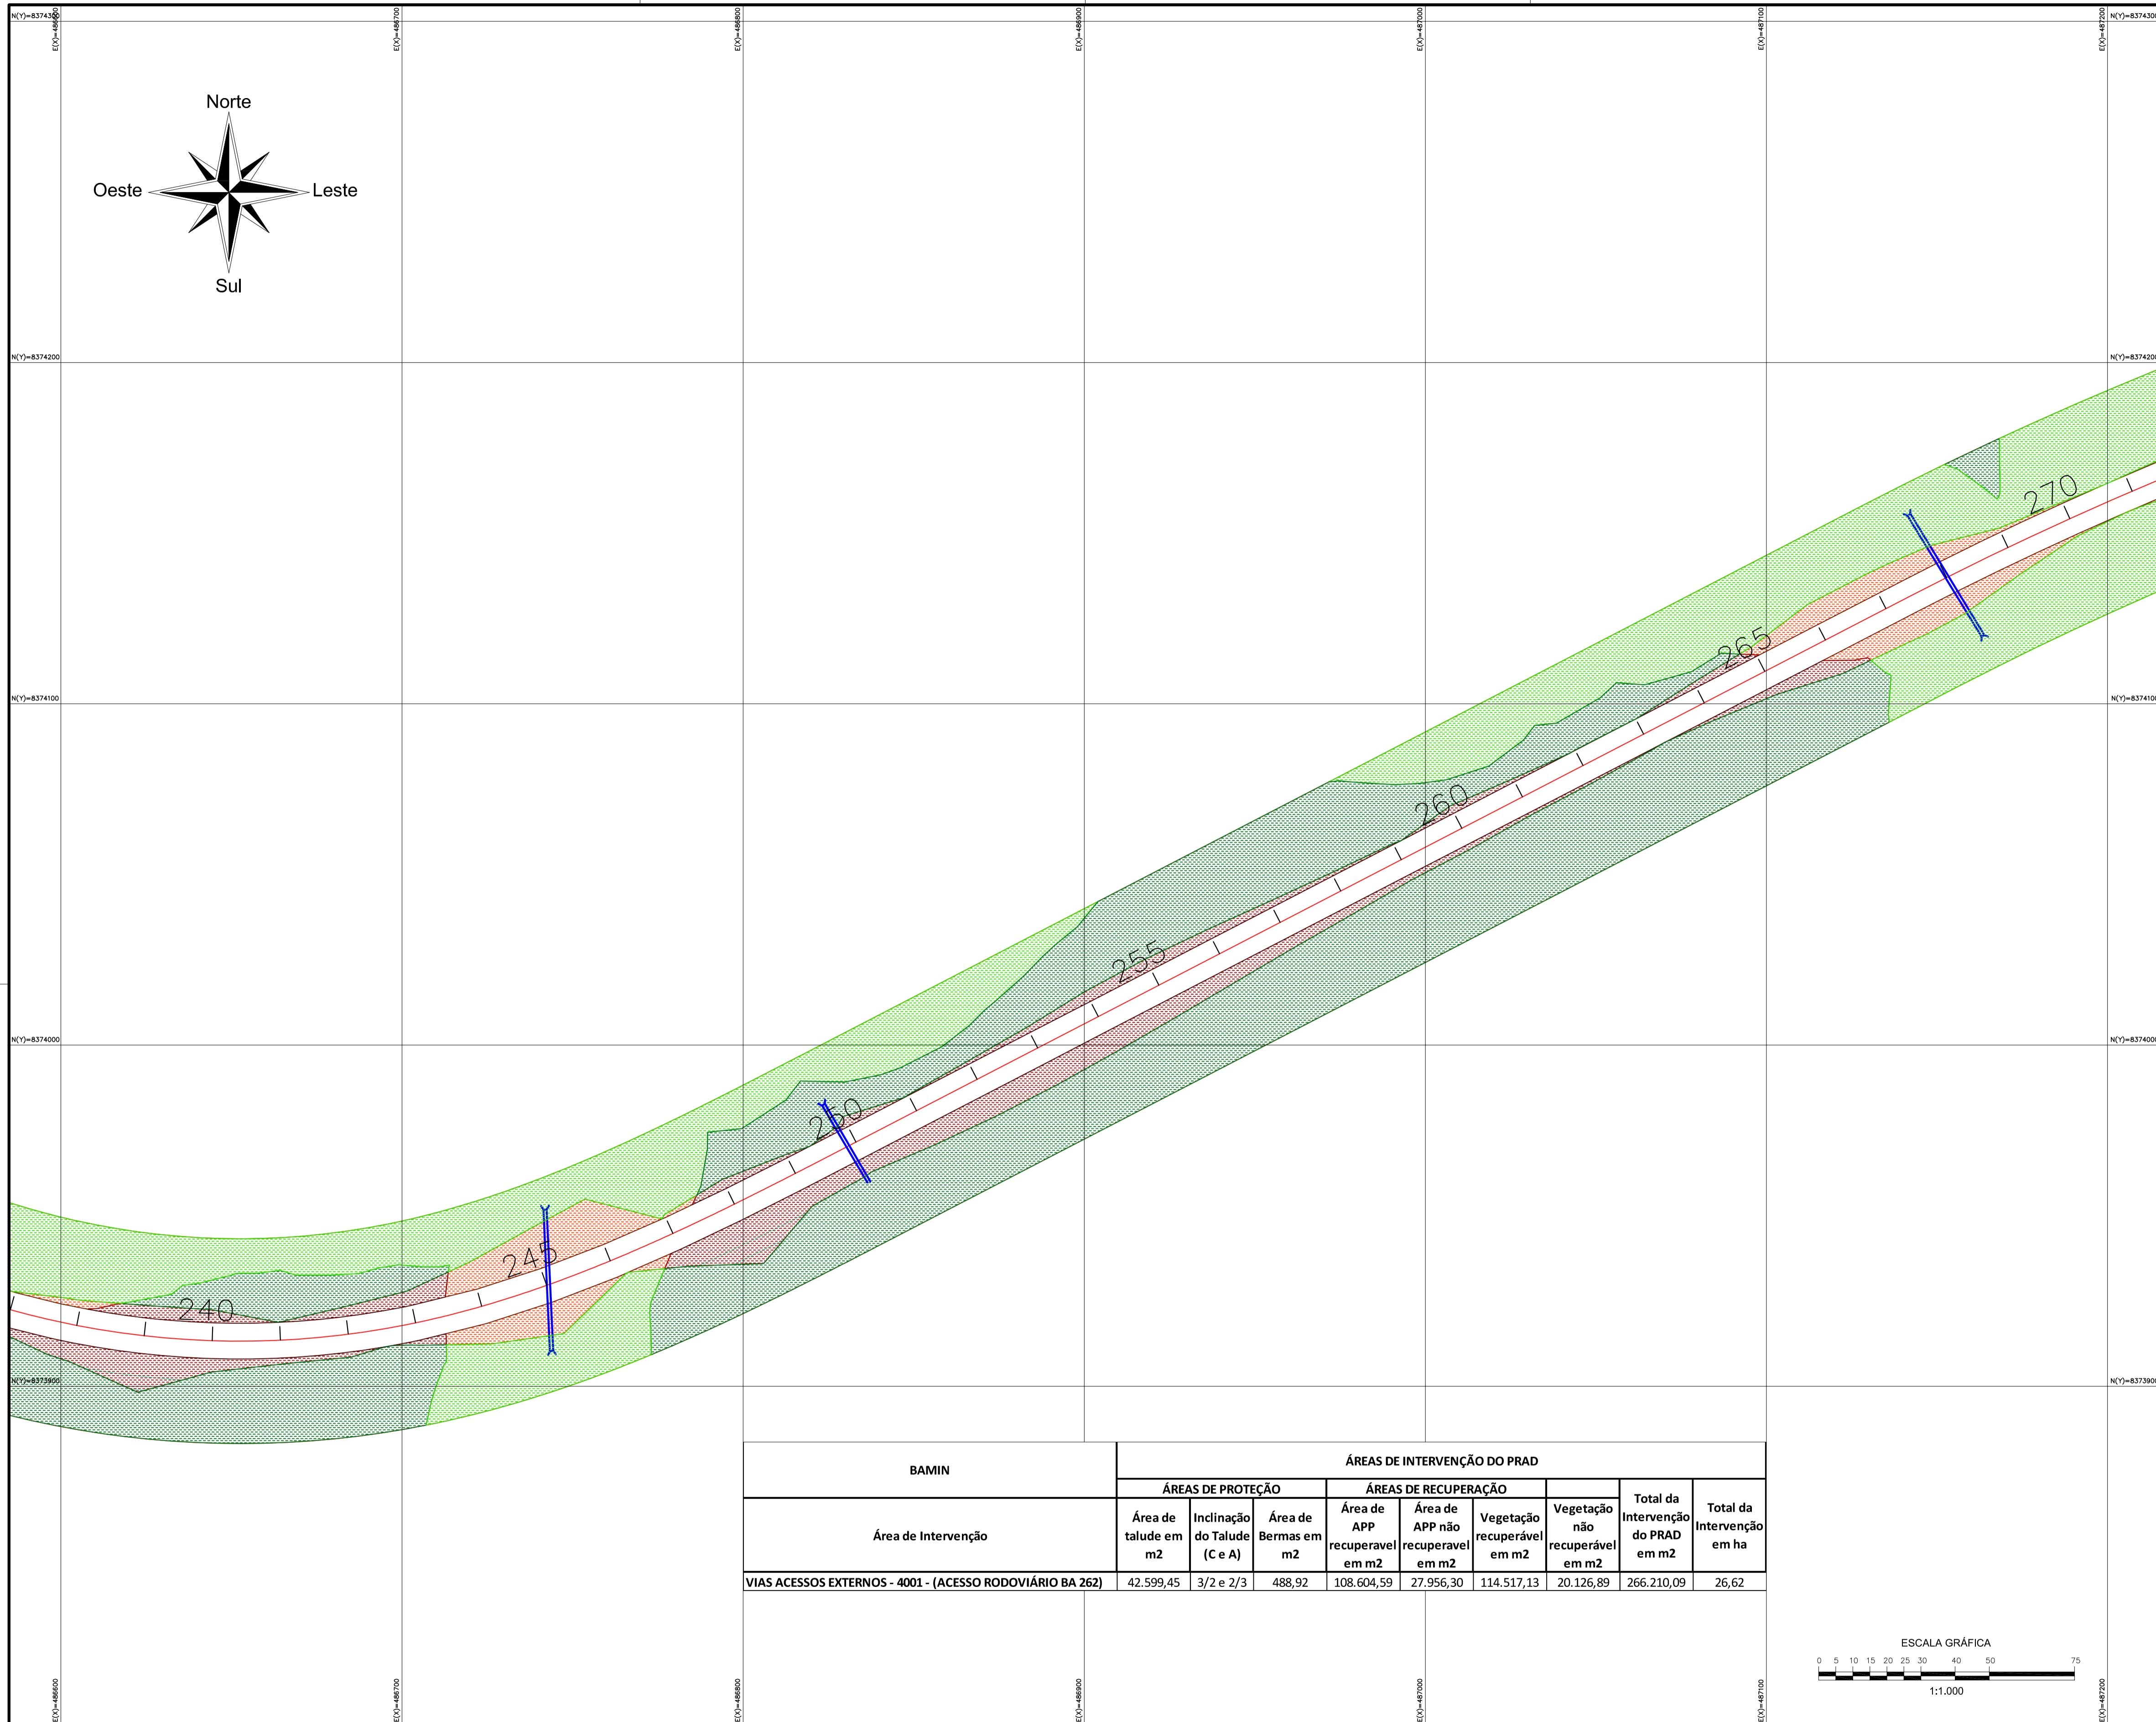 E(X)=486600
E(X)=486700
E(X)=486800
E(X)=486900
E(X)=487000
E(X)=487100
E(X)=487200
N(Y)=8374300
N(Y)=8374300
Norte
Oeste
Leste
Sul
N(Y)=8374200
N(Y)=8374200
270
265
N(Y)=8374100
N(Y)=8374100
260
255
N(Y)=8374000
N(Y)=8374000
250
245
240
N(Y)=8373900
N(Y)=8373900
BAMIN
ÁREAS DE INTERVENÇÃO DO PRAD
ÁREAS DE PROTEÇÃO
ÁREAS DE RECUPERAÇÃO
Área de Intervenção
Área de
talude em
m2
Inclinação
do Talude
(C e A)
Área de
Bermas em
m2
Área de
APP
recuperavel
em m2
Área de
APP não
recuperavel
em m2
Vegetação
recuperável
em m2
Vegetação
não
recuperável
em m2
Total da
Intervenção
do PRAD
em m2
Total da
Intervenção
em ha
VIAS ACESSOS EXTERNOS - 4001 - (ACESSO RODOVIÁRIO BA 262) 42.599,45 3/2 e 2/3 488,92 108.604,59 27.956,30 114.517,13 20.126,89 266.210,09 26,62
ESCALA GRÁFICA
0 5 10 15 20 25 30 40 50 75
1:1.000
E(X)=486600
E(X)=486700
E(X)=486800
E(X)=486900
E(X)=487000
E(X)=487100
E(X)=487200